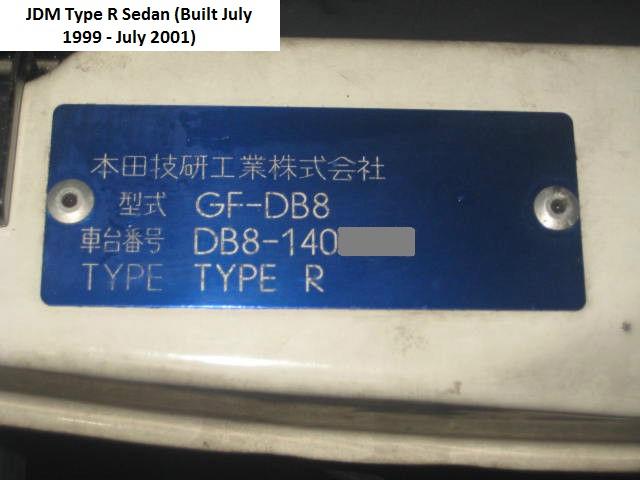 JDM Type R Sedan (Built July
1999 - July 2001)
本田技研工業株式会社
型式 GF-DB8
車台番号 DB8-140
TYPE TYPE R